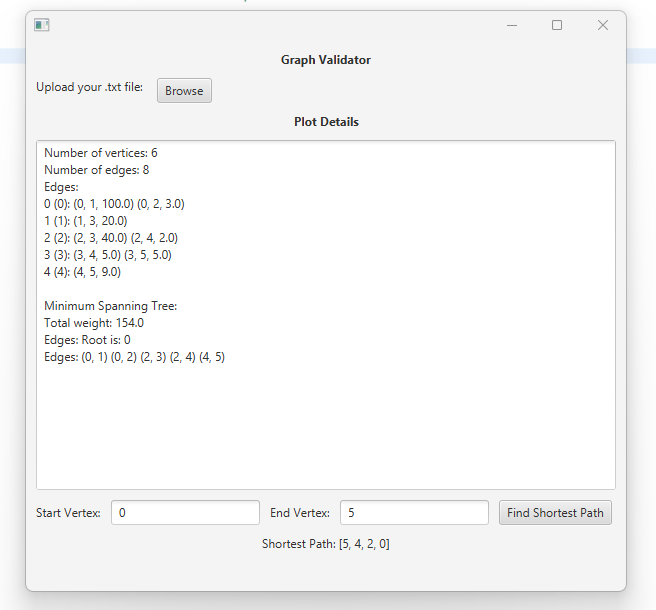 Graph Validator
Upload your .txt file: Browse
Plot Details
Number of vertices: 6
Number of edges: 8
Edges:
0 (0): (0, 1, 100.0) (0, 2, 3.0)
1 (1): (1, 3, 20.0)
2 (2): (2, 3, 40.0) (2, 4, 2.0)
3 (3): (3, 4, 5.0) (3, 5, 5.0)
4 (4): (4, 5, 9.0)
Minimum Spanning Tree:
Total weight: 154.0
Edges: Root is: 0
Edges: (0, 1) (0, 2) (2, 3) (2, 4) (4, 5)
Start Vertex: 0 End Vertex: 5 Find Shortest Path
Shortest Path: [5, 4, 2, 0]